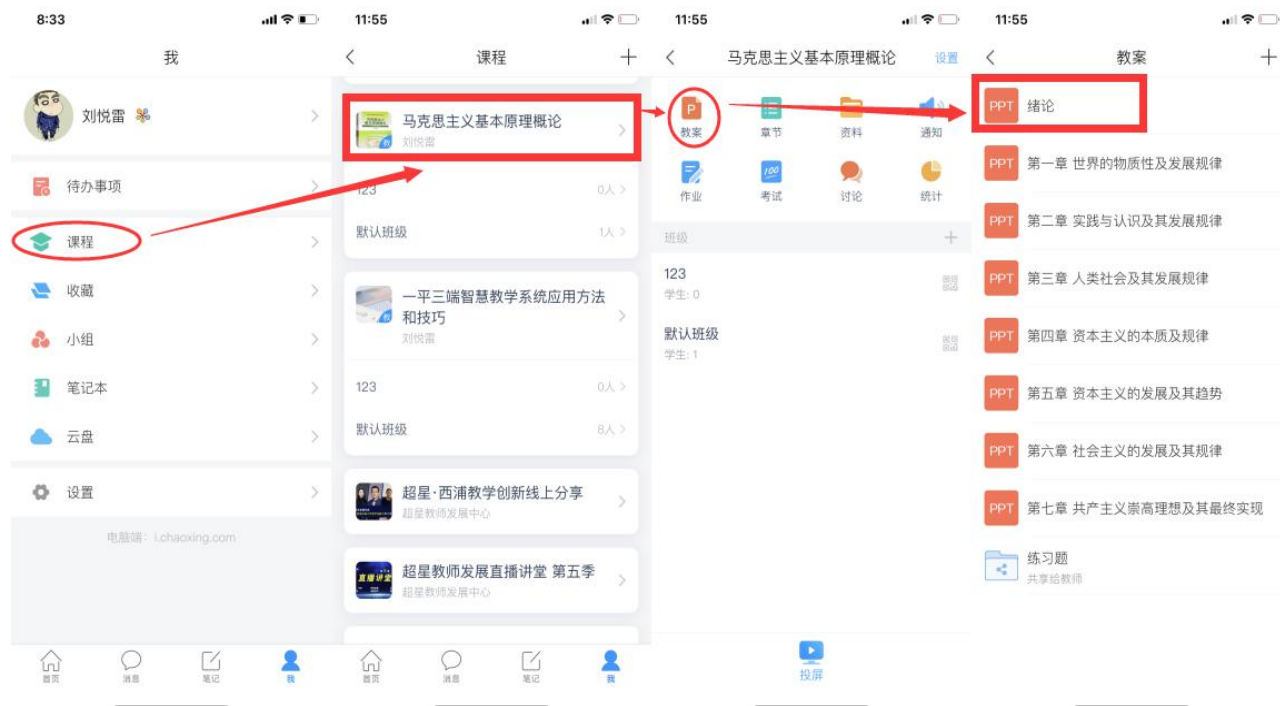 8:33
我
刘悦雷
待办事项
课程
收藏
小组
笔记本
云盘
设置
电脑端：i.chaoxing.com
首页
消息
笔记
我
11:55
课程
马克思主义基本原理概论
刘悦雷
123
0人
默认班级
1人
一平三端智慧教学系统应用方法
和技巧
刘悦雷
123
0人
默认班级
8人
超星·西浦教学创新线上分享
超星教师发展中心
超星教师发展直播讲堂 第五季
超星教师发展中心
首页
消息
笔记
我
11:55
马克思主义基本原理概论
设置
教案
章节
资料
通知
作业
考试
讨论
统计
班级
123
学生: 0
默认班级
学生: 1
投屏
11:55
教案
PPT 绪论
PPT 第一章 世界的物质性及发展规律
PPT 第二章 实践与认识及其发展规律
PPT 第三章 人类社会及其发展规律
PPT 第四章 资本主义的本质及规律
PPT 第五章 资本主义的发展及其趋势
PPT 第六章 社会主义的发展及其规律
PPT 第七章 共产主义崇高理想及其最终实现
练习题
共享给教师